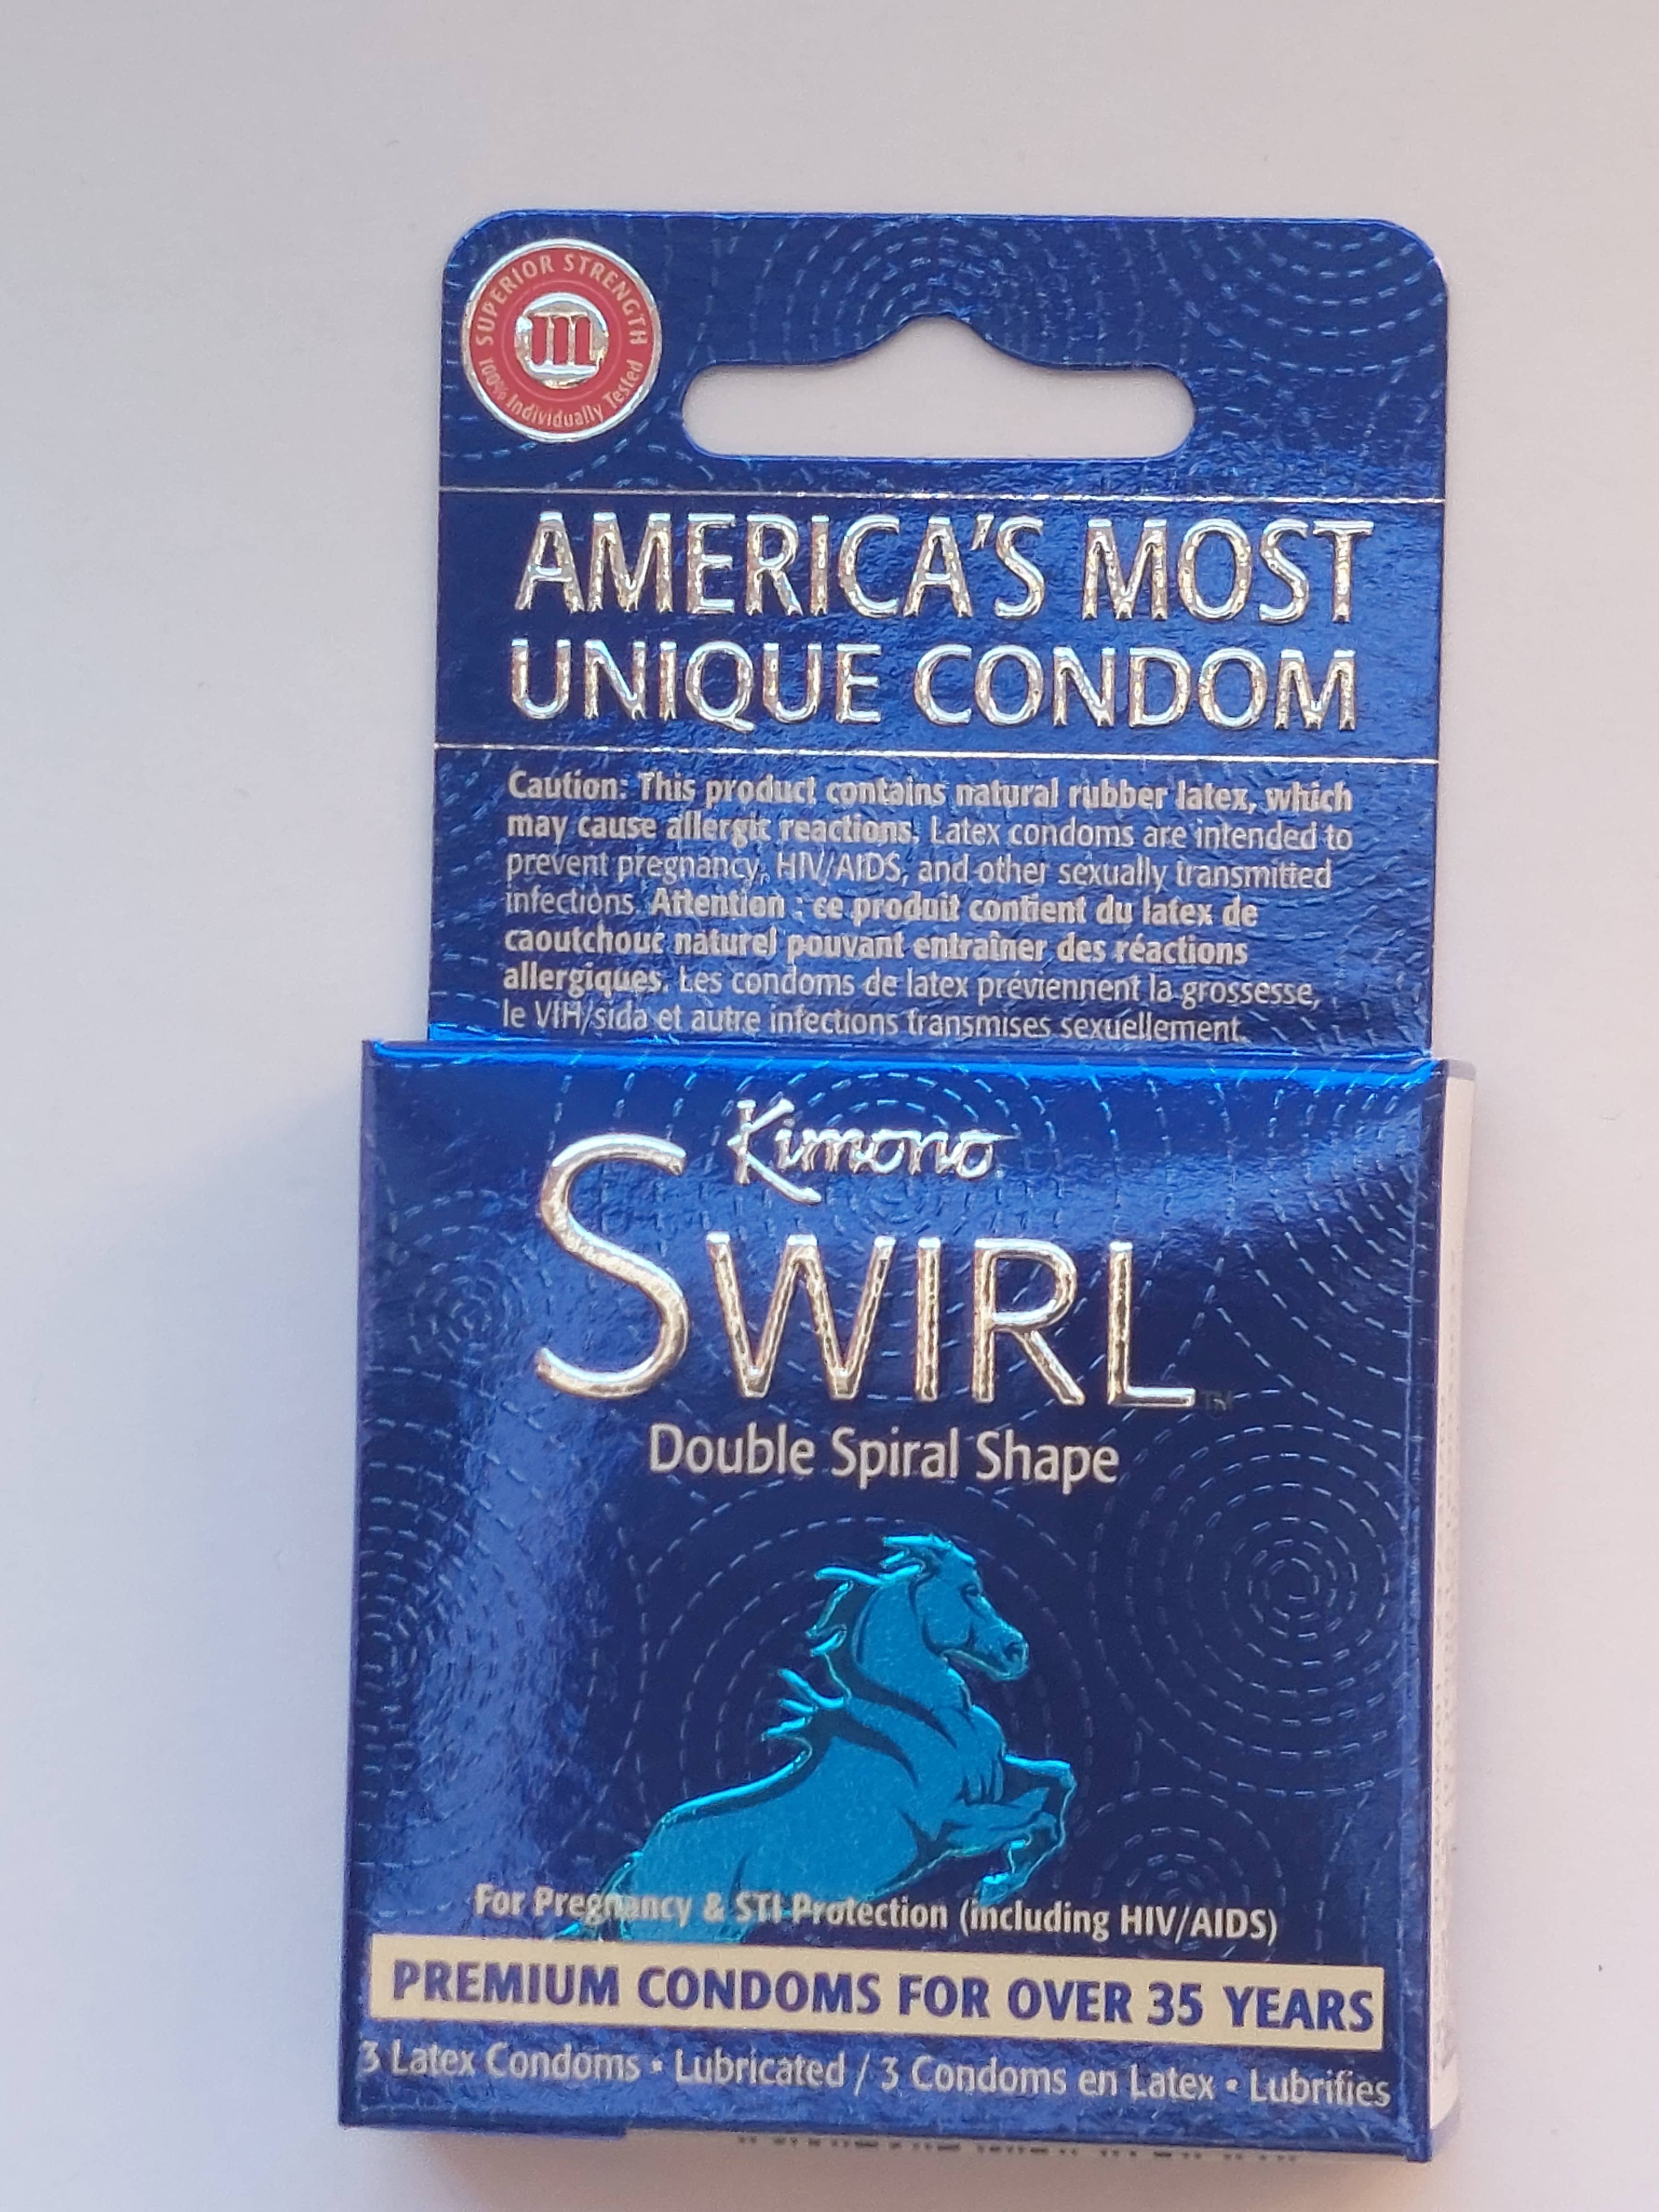 SUPERIOR STRENGTH
m
100% Individually Tested
AMERICA'S MOST
UNIQUE CONDOM
Caution: This product contains natural rubber latex, which
may cause allergic reactions. Latex condoms are intended to
prevent pregnancy, HIV/AIDS, and other sexually transmitted
infections. Attention : ce produit contient du latex de
caoutchouc naturel pouvant entraîner des réactions
allergiques. Les condoms de latex préviennent la grossesse,
le VIH/sida et autre infections transmises sexuellement.
Kimono
SWIRL™
Double Spiral Shape
For Pregnancy & STI Protection (including HIV/AIDS)
PREMIUM CONDOMS FOR OVER 35 YEARS
3 Latex Condoms • Lubricated / 3 Condoms en Latex • Lubrifies